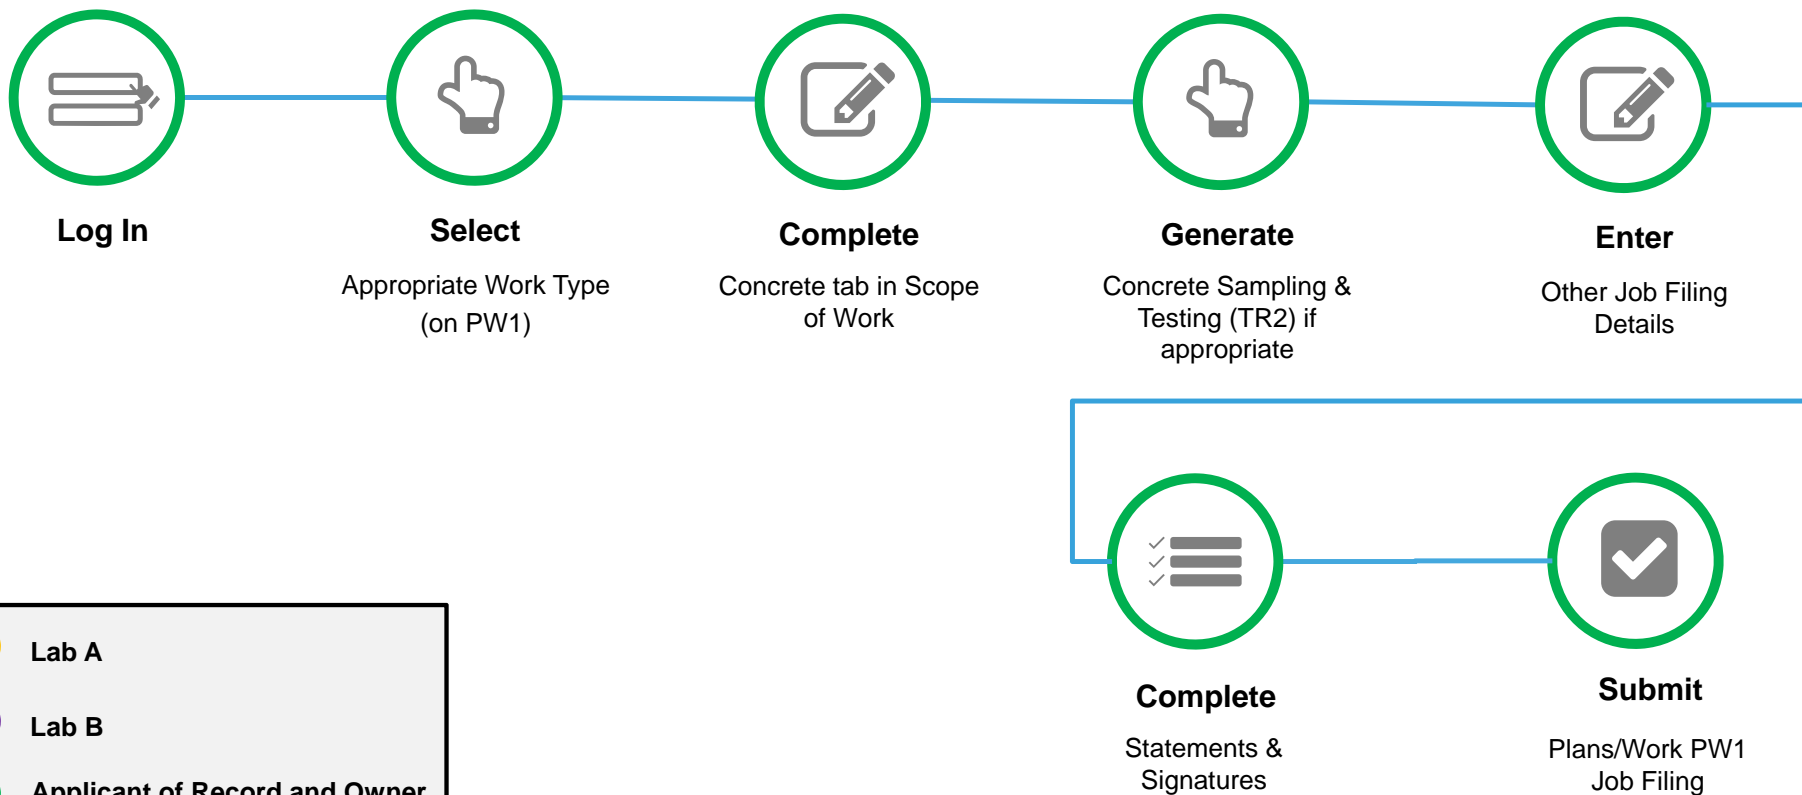 Log In
Select
Appropriate Work Type
(on PW1)
Complete
Concrete tab in Scope
of Work
Generate
Concrete Sampling &
Testing (TR2) if
appropriate
Enter
Other Job Filing
Details
Complete
Statements &
Signatures
Submit
Plans/Work PW1
Job Filing
Lab A
Lab B
Applicant of Record and Owner